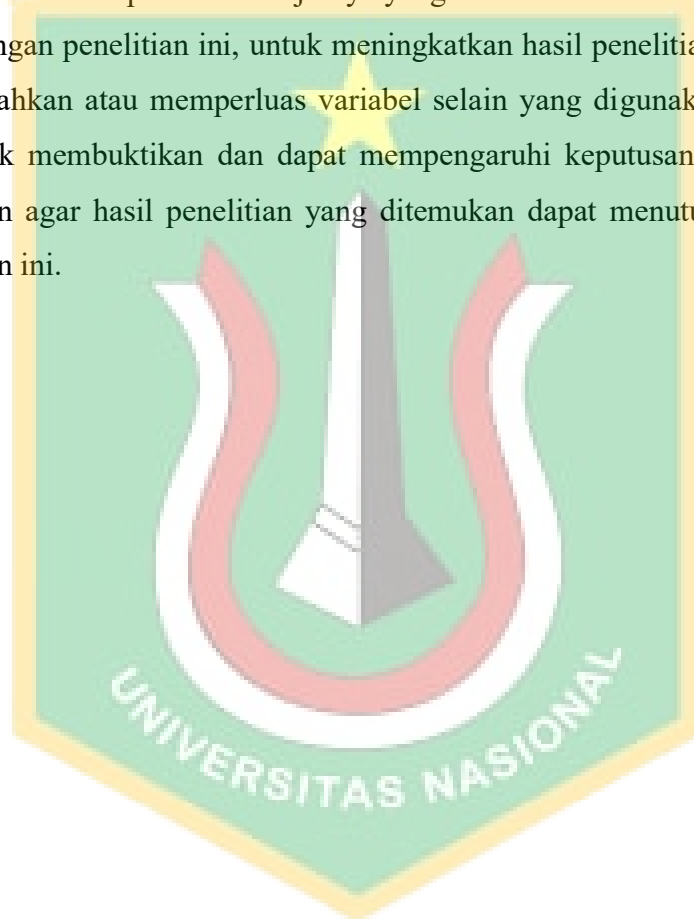 ngan penelitian ini, untuk meningkatkan hasil penelitia
ahkan atau memperluas variabel selain yang digunak
k membuktikan dan dapat mempengaruhi keputusan
n agar hasil penelitian yang ditemukan dapat menutu
n ini.
UNIVERSITAS NASIONAL